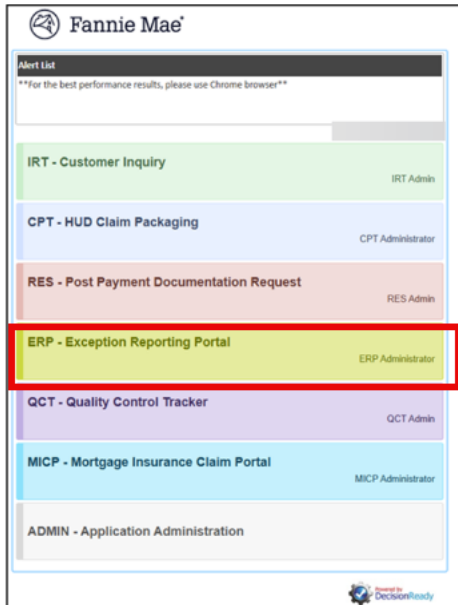 Fannie Mae®
Alert List
**For the best performance results, please use Chrome browser**
IRT - Customer Inquiry
IRT Admin
CPT - HUD Claim Packaging
CPT Administrator
RES - Post Payment Documentation Request
RES Admin
ERP - Exception Reporting Portal
ERP Administrator
QCT - Quality Control Tracker
QCT Admin
MICP - Mortgage Insurance Claim Portal
MICP Administrator
ADMIN - Application Administration
Powered by
DecisionReady